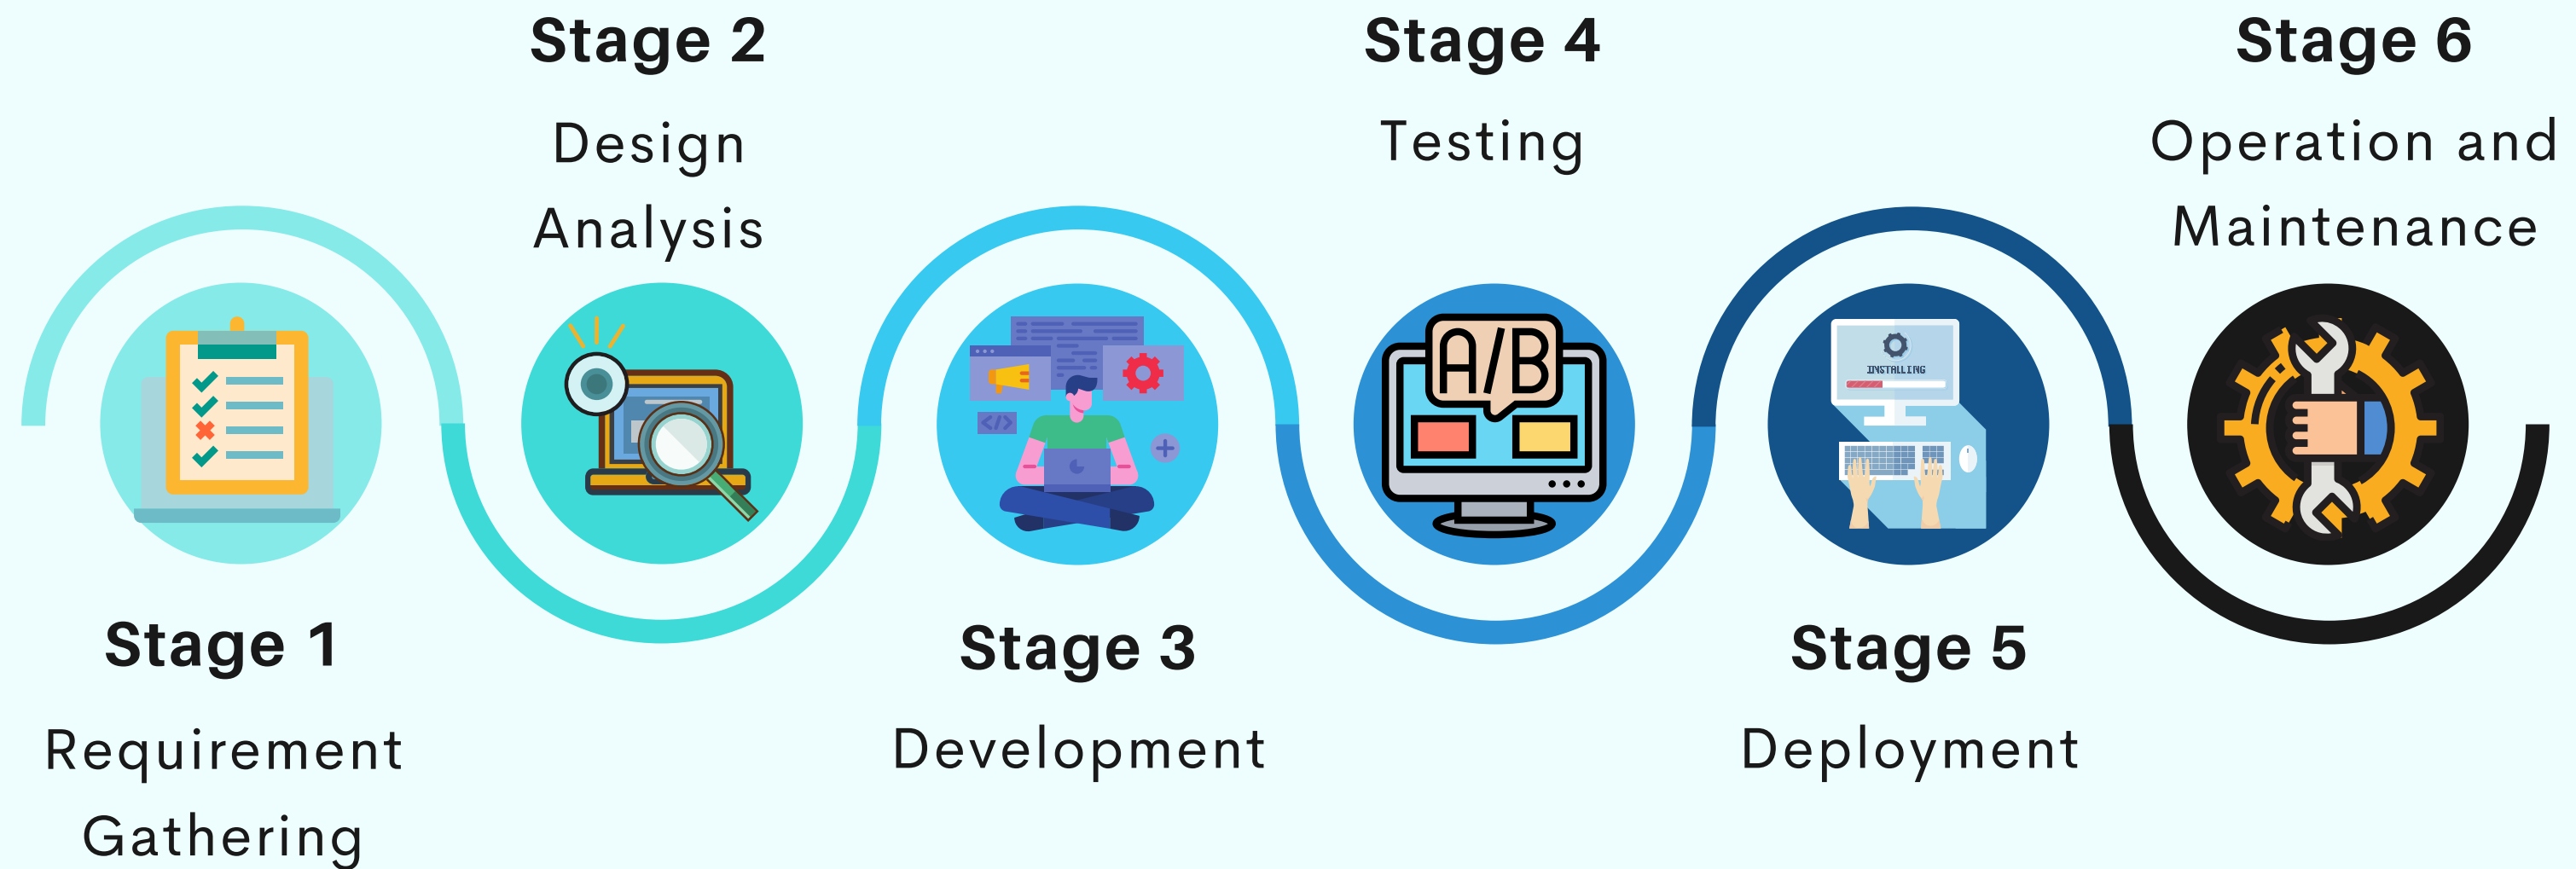 Stage 1
Requirement
Gathering
Stage 2
Design
Analysis
Stage 3
Development
</>
Stage 4
Testing
A/B
Stage 5
Deployment
INSTALLING
Stage 6
Operation and
Maintenance